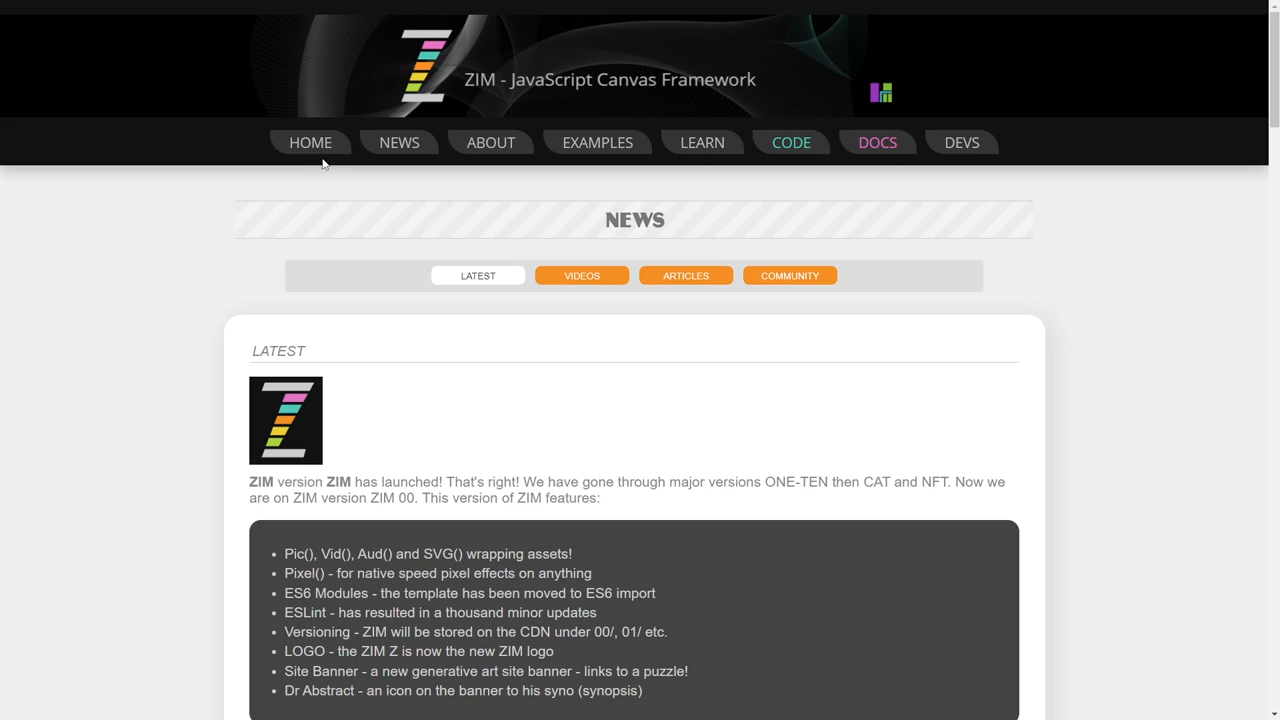 ZIM - JavaScript Canvas Framework
HOME NEWS ABOUT EXAMPLES LEARN CODE DOCS DEVS
NEWS
LATEST VIDEOS ARTICLES COMMUNITY
LATEST
ZIM version ZIM has launched! That's right! We have gone through major versions ONE-TEN then CAT and NFT. Now we
are on ZIM version ZIM 00. This version of ZIM features:
• Pic(), Vid(), Aud() and SVG() wrapping assets!
• Pixel() - for native speed pixel effects on anything
• ES6 Modules - the template has been moved to ES6 import
• ESLint - has resulted in a thousand minor updates
• Versioning - ZIM will be stored on the CDN under 00/, 01/ etc.
• LOGO - the ZIM Z is now the new ZIM logo
• Site Banner - a new generative art site banner - links to a puzzle!
• Dr Abstract - an icon on the banner to his syno (synopsis)